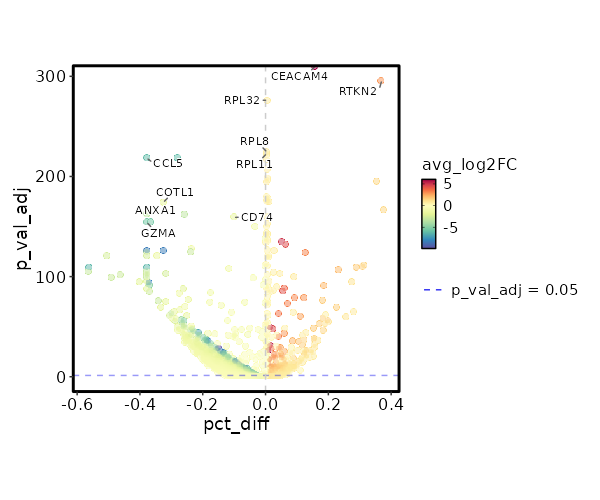 300
200
100
0
p_val_adj
-0.6
-0.4
-0.2
0.0
0.2
0.4
pct_diff
CEACAM4
RTKN2
RPL32
RPL8
RPL11
CCL5
COTL1
ANXA1
GZMA
CD74
avg_log2FC
5
0
-5
p_val_adj = 0.05